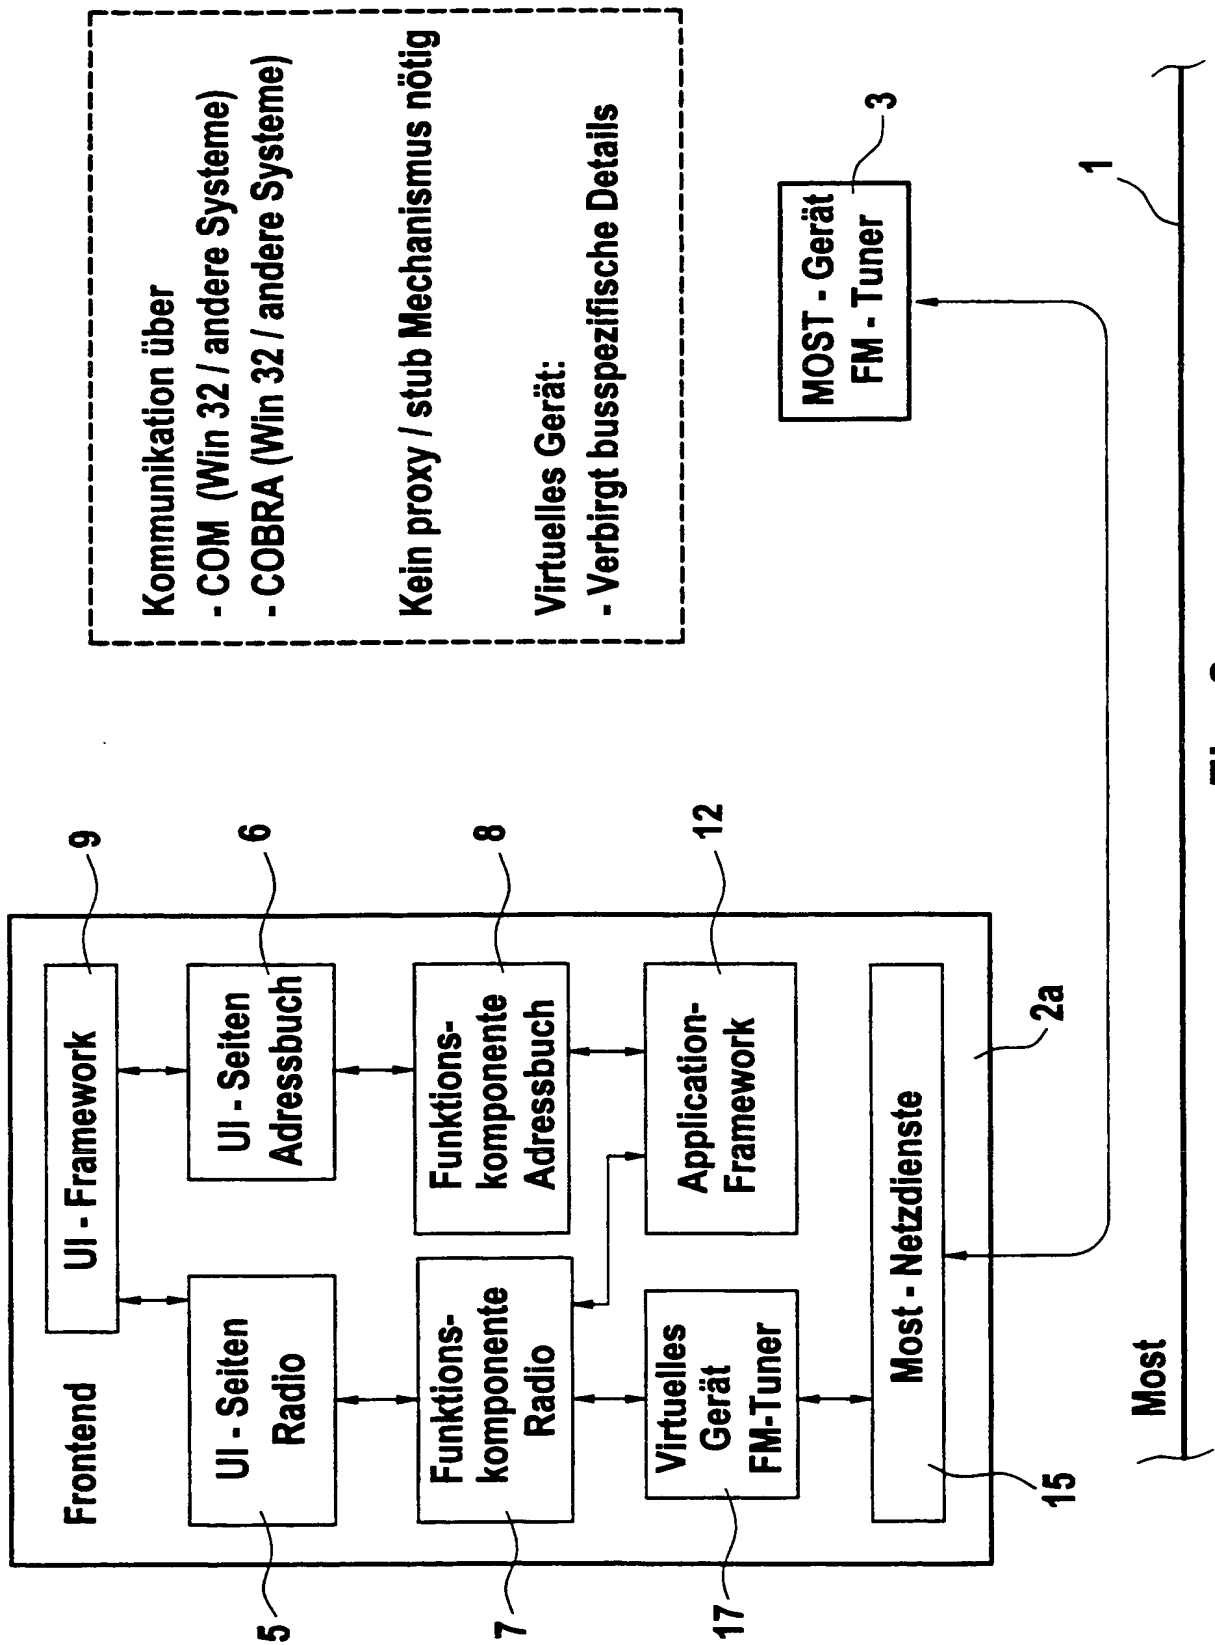 Frontend
UI - Framework
9
UI - Seiten
Radio
5
UI - Seiten
Adressbuch
6
Funktions-
komponente
Radio
7
Funktions-
komponente
Adressbuch
8
Virtuelles
Gerät
FM-Tuner
17
Application-
Framework
12
Most - Netzdienste
15
2a
Kommunikation über
- COM (Win 32 / andere Systeme)
- COBRA (Win 32 / andere Systeme)
Kein proxy / stub Mechanismus nötig
Virtuelles Gerät:
- Verbirgt busspezifische Details
MOST - Gerät
FM - Tuner
3
Most
1